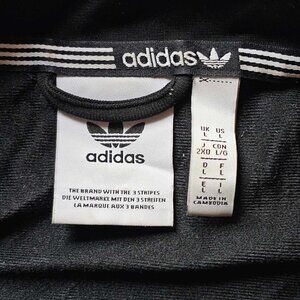 adidas
adidas
THE BRAND WITH THE 3 STRIPES
DIE WELTMARKE MIT DEN 3 STREIFEN
LA MARQUE AUX 3 BANDES
UK US
L L
J CDN
2XO L/G
D F
L L
E I
L L
MADE IN
CAMBODIA